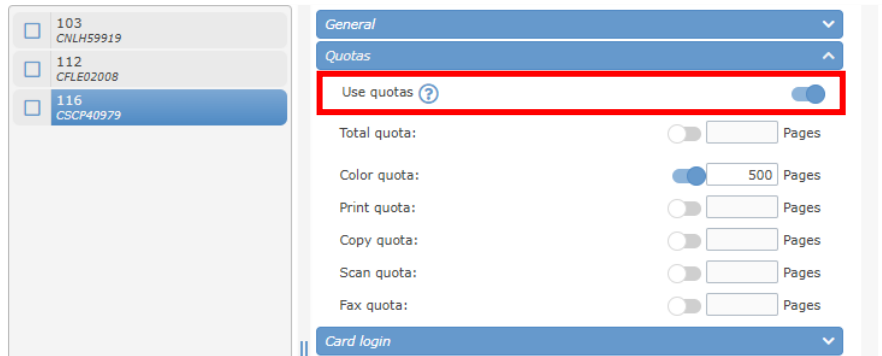 103
CNLH59919
112
CFLE02008
116
CSCP40979
General
Quotas
Use quotas ?
Total quota: Pages
Color quota: 500 Pages
Print quota: Pages
Copy quota: Pages
Scan quota: Pages
Fax quota: Pages
Card login